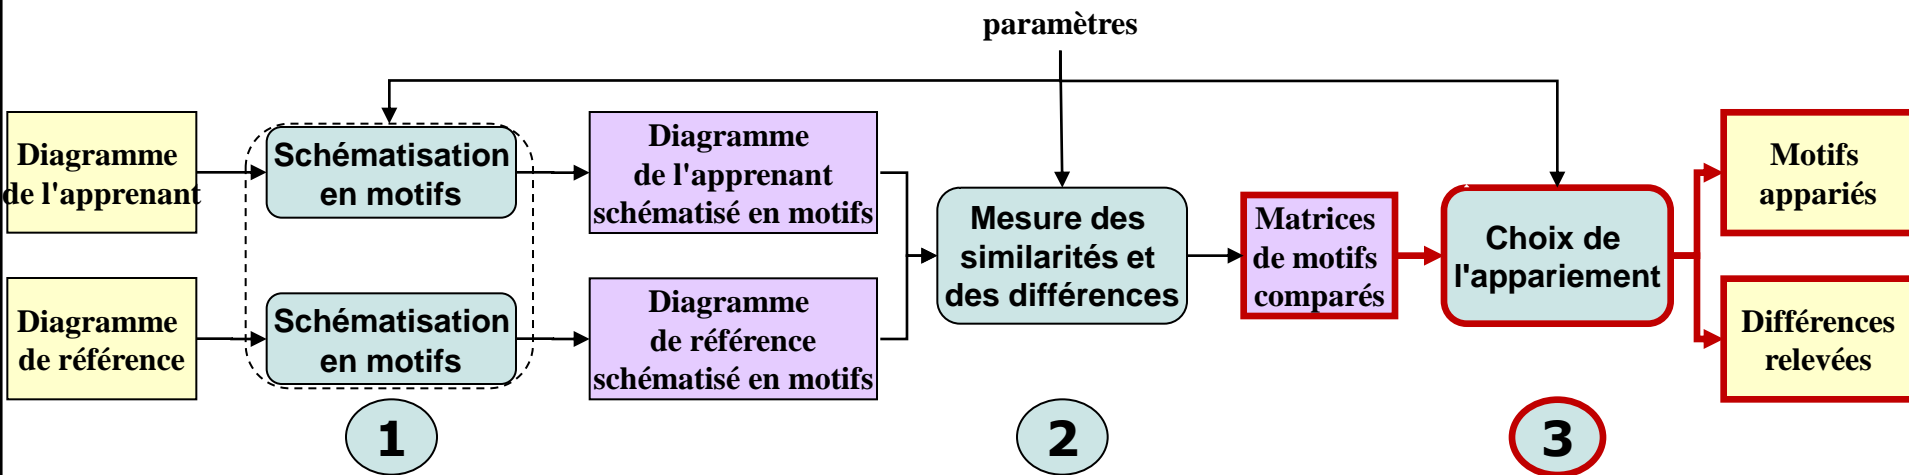 paramètres
Diagramme
de l'apprenant
Schématisation
en motifs
Diagramme
de l'apprenant
schématisé en motifs
Diagramme
de référence
Schématisation
en motifs
Diagramme
de référence
schématisé en motifs
Mesure des
similarités et
des différences
Matrices
de motifs
comparés
Choix de
l'appariement
Motifs
appariés
Différences
relevées
1
2
3